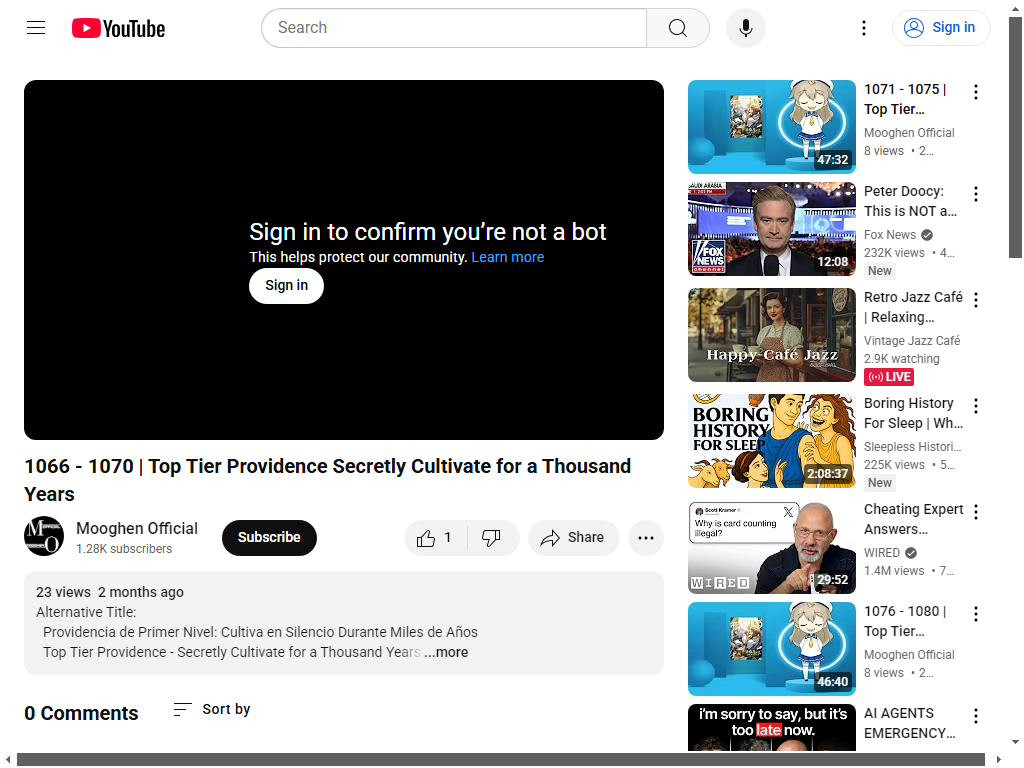 YouTube
Search
Sign in
Sign in to confirm you're not a bot
This helps protect our community. Learn more
Sign in
1066 - 1070 | Top Tier Providence Secretly Cultivate for a Thousand
Years
Mooghen Official
1.28K subscribers
Subscribe
1
Share
23 views 2 months ago
Alternative Title:
Providencia de Primer Nivel: Cultiva en Silencio Durante Miles de Años
Top Tier Providence - Secretly Cultivate for a Thousand Years ...more
0 Comments
Sort by
47:32
1071 - 1075 |
Top Tier…
Mooghen Official
8 views • 2…
FOX
NEWS
channel
12:08
Peter Doocy:
This is NOT a…
Fox News
232K views • 4…
New
Happy Café Jazz
Retro Jazz Café
| Relaxing…
Vintage Jazz Café
2.9K watching
LIVE
BORING
HISTORY
FOR SLEEP
2:08:37
Boring History
For Sleep | Wh…
Sleepless Histori…
225K views • 5…
New
Scott Kramer
Why is card counting
illegal?
WIRED
29:52
Cheating Expert
Answers…
WIRED
1.4M views • 7…
46:40
1076 - 1080 |
Top Tier…
Mooghen Official
8 views • 2…
i'm sorry to say, but it's
too late now.
AI AGENTS
EMERGENCY…